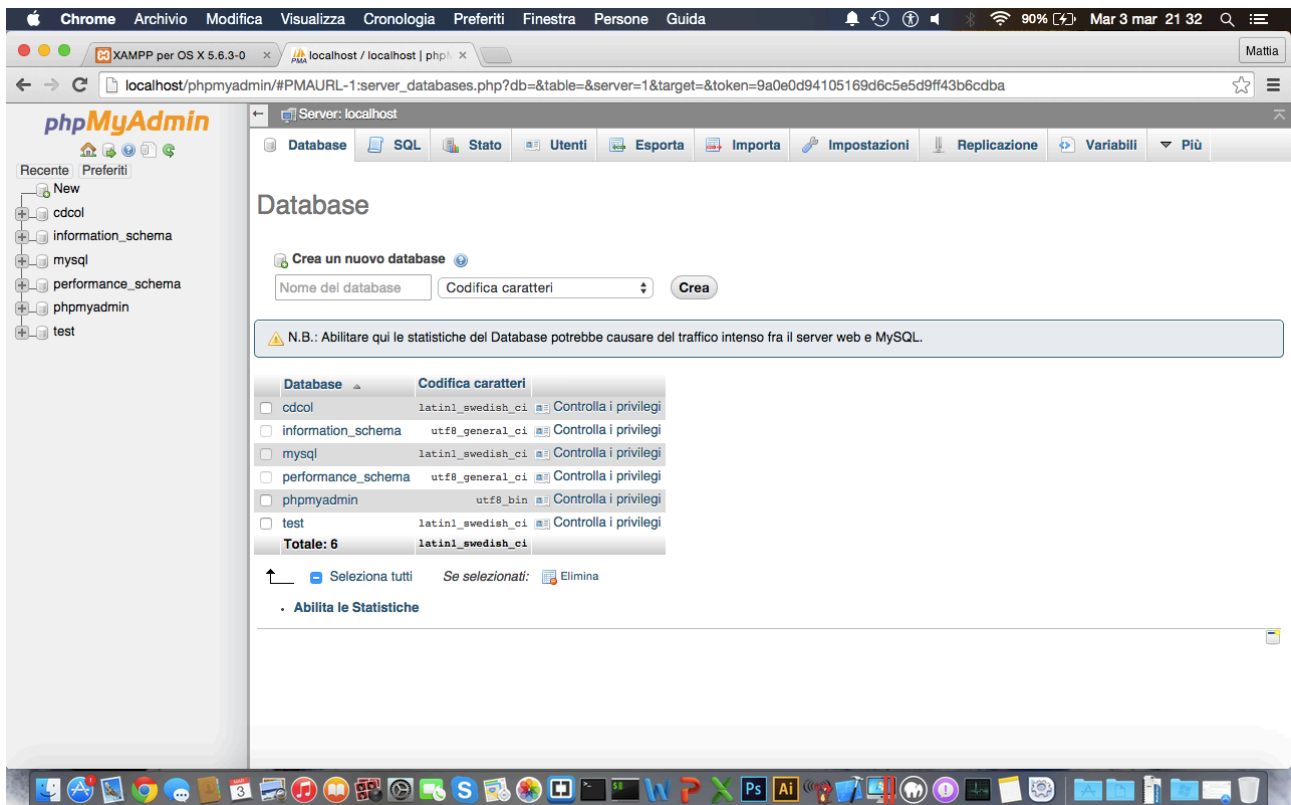 Chrome Archivio Modifica Visualizza Cronologia Preferiti Finestra Persone Guida 90% Mar 3 mar 21 32
XAMPP per OS X 5.6.3-0 × localhost / localhost | php ×
Mattia
localhost/phpmyadmin/#PMAURL-1:server_databases.php?db=&table=&server=1&target=&token=9a0e0d94105169d6c5e5d9ff43b6cdba
phpMyAdmin
Recente Preferiti
New
cdcol
information_schema
mysql
performance_schema
phpmyadmin
test
Server: localhost
Database SQL Stato Utenti Esporta Importa Impostazioni Replicazione Variabili Più
Database
Crea un nuovo database
Nome del database Codifica caratteri Crea
N.B.: Abilitare qui le statistiche del Database potrebbe causare del traffico intenso fra il server web e MySQL.
Database Codifica caratteri
cdcol latin1_swedish_ci Controlla i privilegi
information_schema utf8_general_ci Controlla i privilegi
mysql latin1_swedish_ci Controlla i privilegi
performance_schema utf8_general_ci Controlla i privilegi
phpmyadmin utf8_bin Controlla i privilegi
test latin1_swedish_ci Controlla i privilegi
Totale: 6 latin1_swedish_ci
Seleziona tutti Se selezionati: Elimina
Abilita le Statistiche
3
Ps Ai